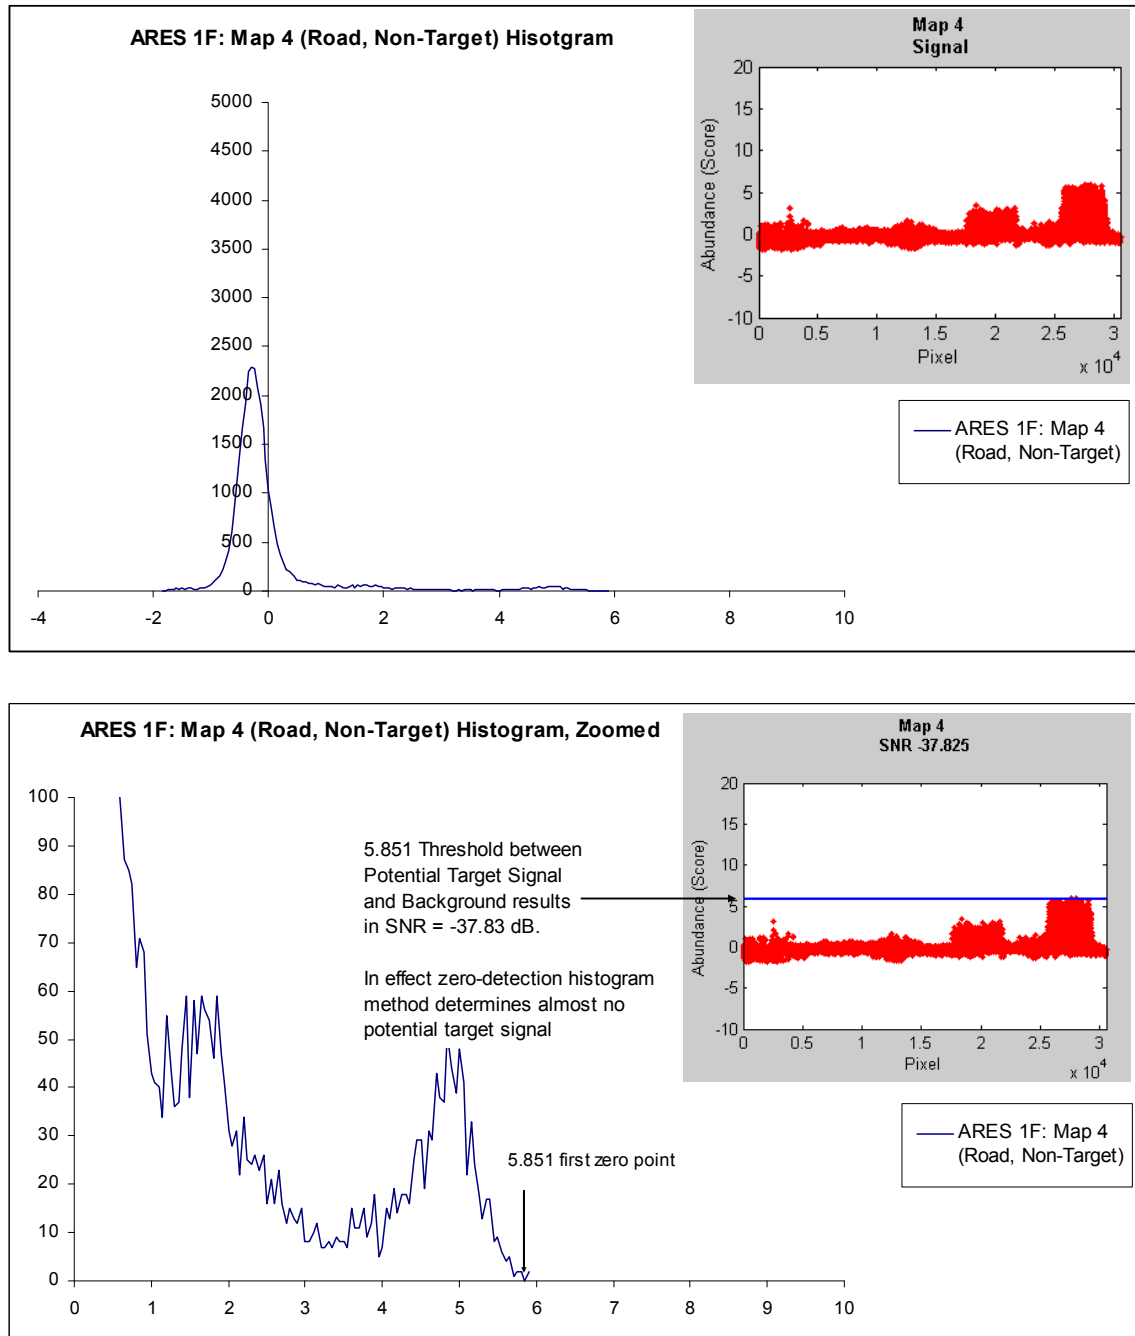 ARES 1F: Map 4 (Road, Non-Target) Hisotgram
5000
4500
4000
3500
3000
2500
2000
1500
1000
500
0
-4 -2 0 2 4 6 8 10
Map 4
Signal
Abundance (Score)
20
15
10
5
0
-5
-10
0 0.5 1 1.5 2 2.5 3
Pixel
x 10^4
ARES 1F: Map 4
(Road, Non-Target)
ARES 1F: Map 4 (Road, Non-Target) Histogram, Zoomed
100
90
80
70
60
50
40
30
20
10
0
0 1 2 3 4 5 6 7 8 9 10
5.851 Threshold between
Potential Target Signal
and Background results
in SNR = -37.83 dB.
In effect zero-detection histogram
method determines almost no
potential target signal
5.851 first zero point
Map 4
SNR -37.825
Abundance (Score)
20
15
10
5
0
-5
-10
0 0.5 1 1.5 2 2.5 3
Pixel
x 10^4
ARES 1F: Map 4
(Road, Non-Target)